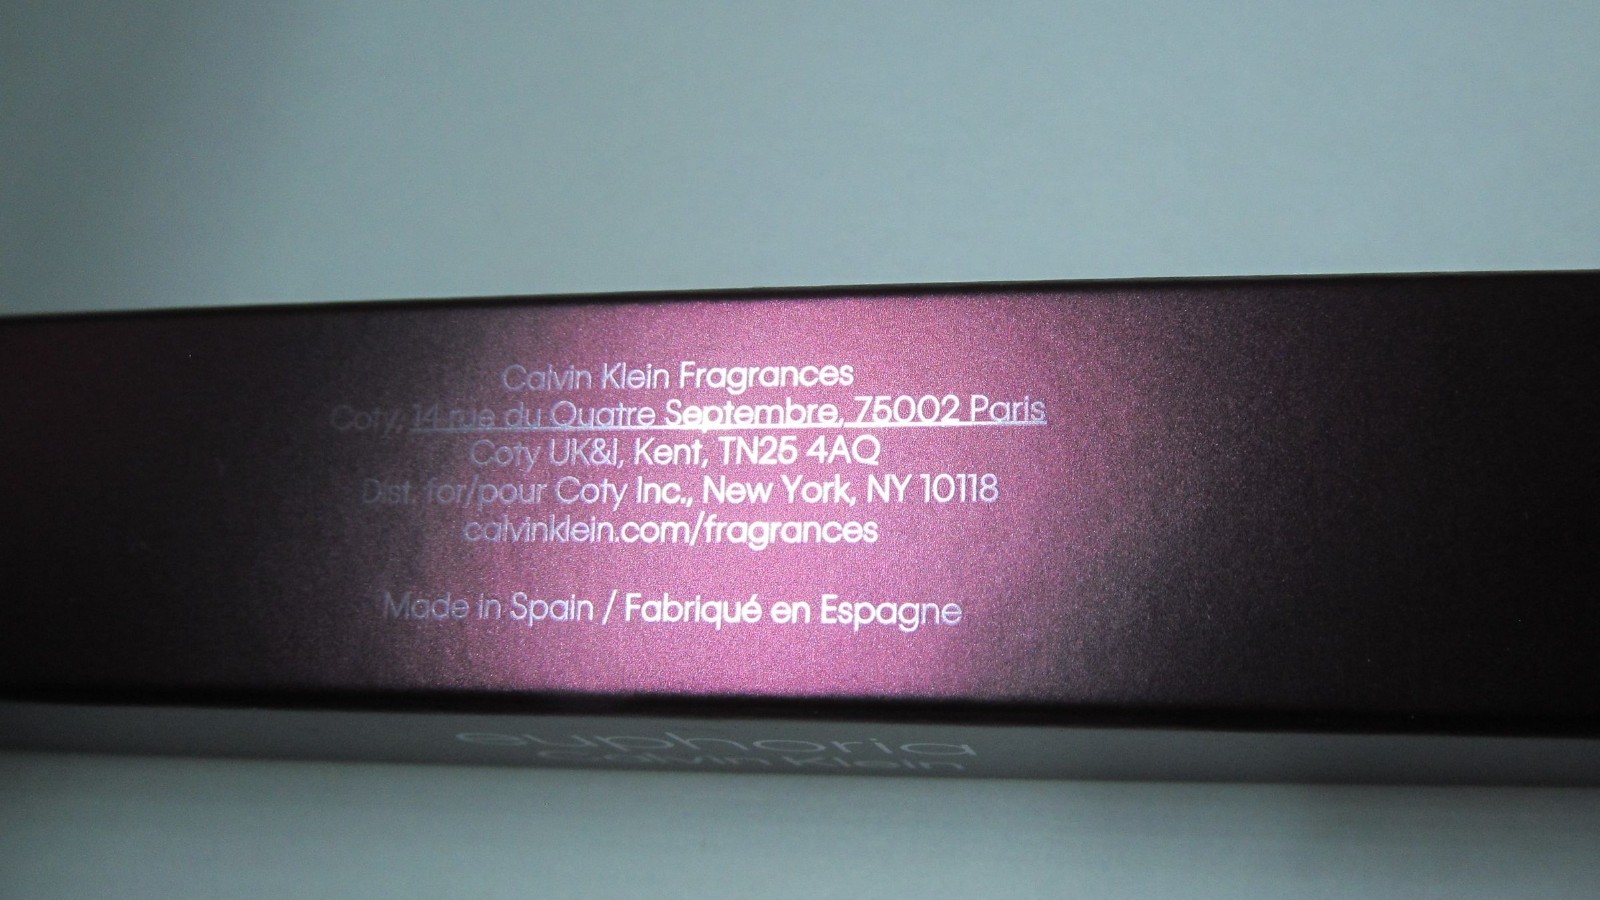 Calvin Klein Fragrances
Coty, 14 rue du Quatre Septembre, 75002 Paris
Coty UK&I, Kent, TN25 4AQ
Dist. for/pour Coty Inc., New York, NY 10118
calvinklein.com/fragrances
Made in Spain / Fabriqué en Espagne
euphoria
Calvin Klein